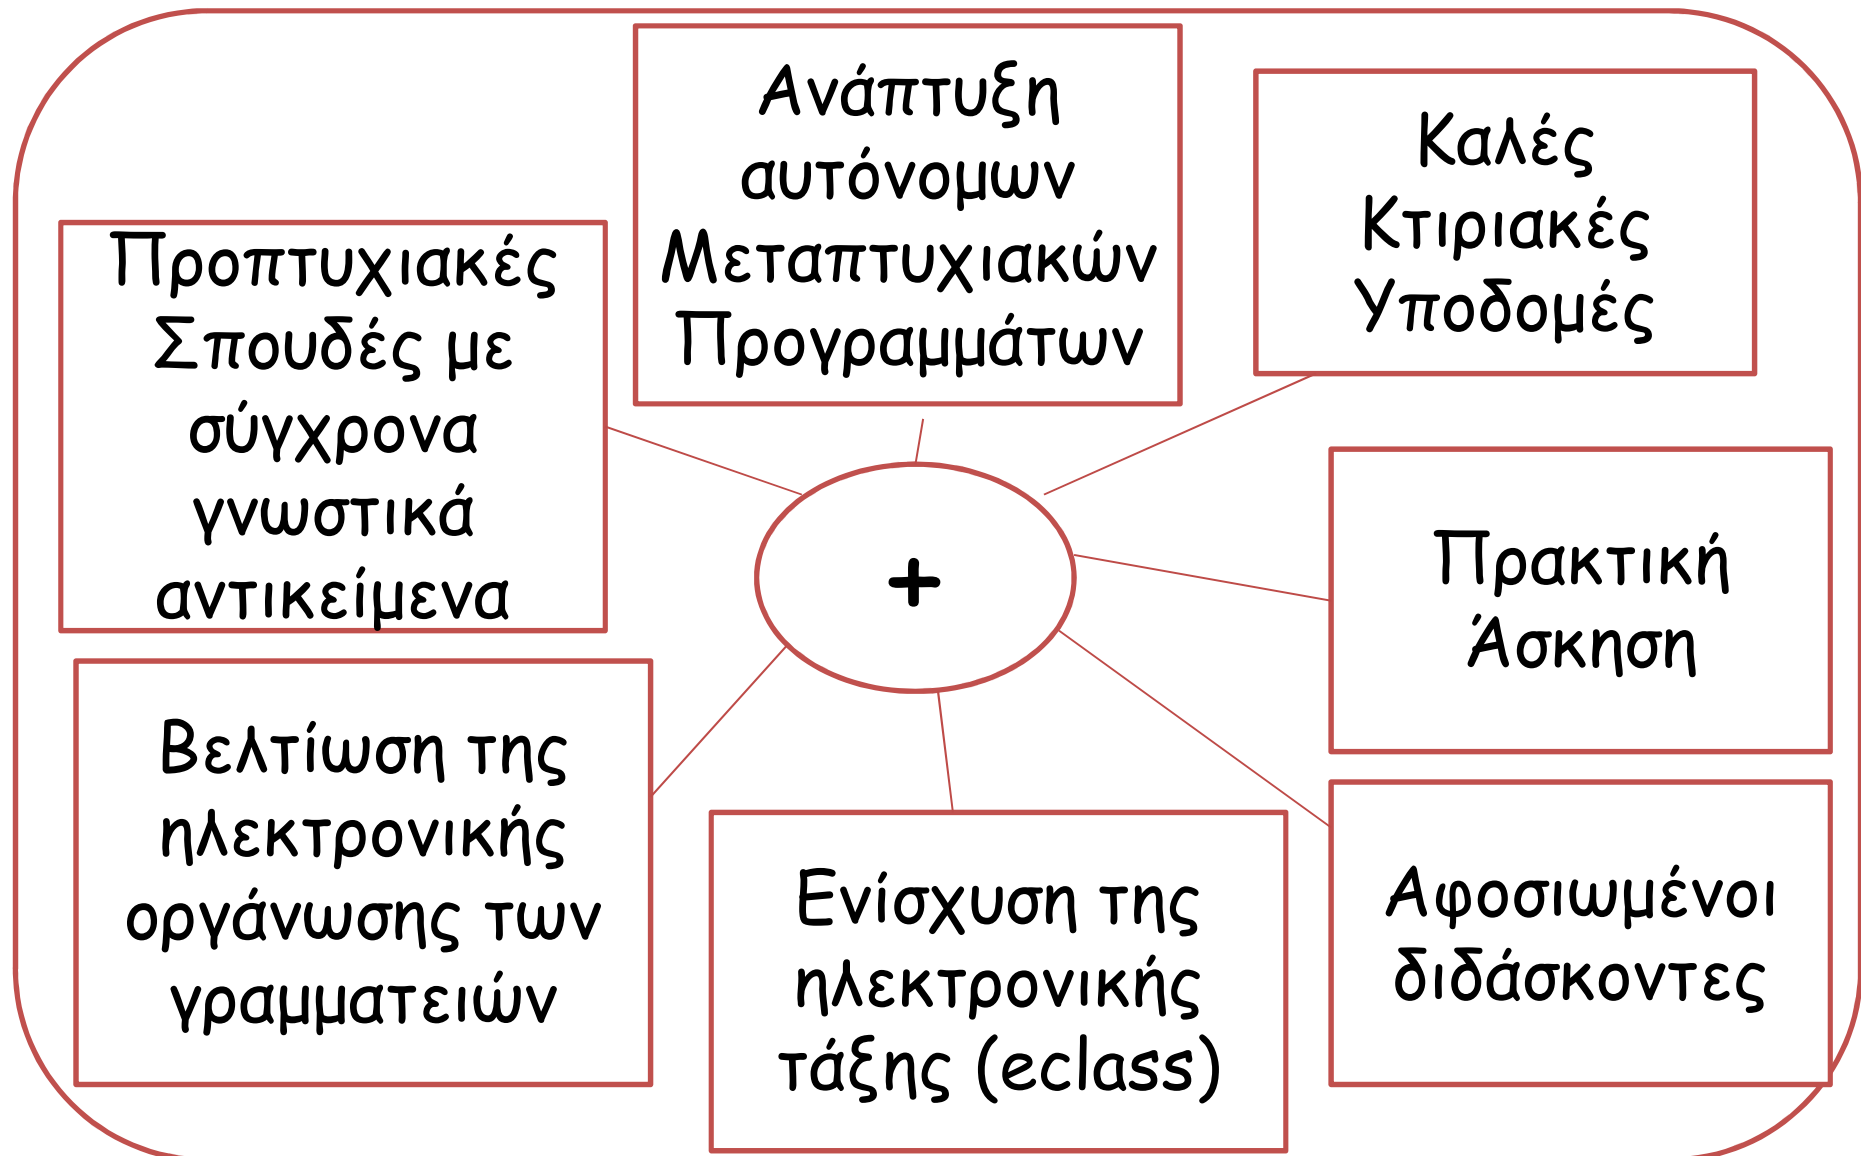 Ανάπτυξη
αυτόνομων
Μεταπτυχιακών
Προγραμμάτων
Καλές
Κτιριακές
Υποδομές
Προπτυχιακές
Σπουδές με
σύγχρονα
γνωστικά
αντικείμενα
+
Πρακτική
Άσκηση
Βελτίωση της
ηλεκτρονικής
οργάνωσης των
γραμματειών
Ενίσχυση της
ηλεκτρονικής
τάξης (eclass)
Αφοσιωμένοι
διδάσκοντες